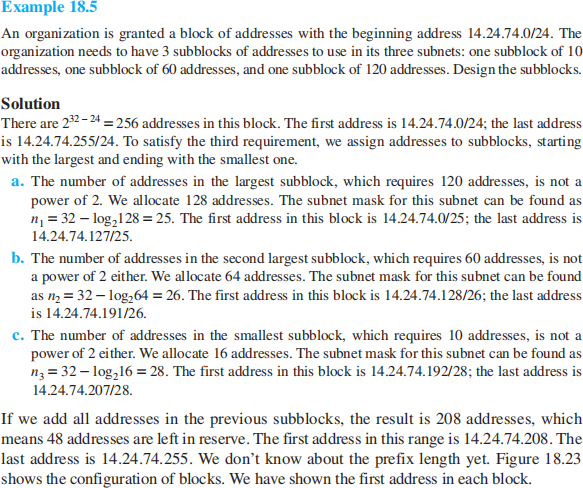 Example 18.5
An organization is granted a block of addresses with the beginning address 14.24.74.0/24. The
organization needs to have 3 subblocks of addresses to use in its three subnets: one subblock of 10
addresses, one subblock of 60 addresses, and one subblock of 120 addresses. Design the subblocks.
Solution
There are 2³²⁻²⁴ = 256 addresses in this block. The first address is 14.24.74.0/24; the last address
is 14.24.74.255/24. To satisfy the third requirement, we assign addresses to subblocks, starting
with the largest and ending with the smallest one.
a. The number of addresses in the largest subblock, which requires 120 addresses, is not a
power of 2. We allocate 128 addresses. The subnet mask for this subnet can be found as
n₁ = 32 – log₂128 = 25. The first address in this block is 14.24.74.0/25; the last address is
14.24.74.127/25.
b. The number of addresses in the second largest subblock, which requires 60 addresses, is not
a power of 2 either. We allocate 64 addresses. The subnet mask for this subnet can be found
as n₂ = 32 – log₂64 = 26. The first address in this block is 14.24.74.128/26; the last address
is 14.24.74.191/26.
c. The number of addresses in the smallest subblock, which requires 10 addresses, is not a
power of 2 either. We allocate 16 addresses. The subnet mask for this subnet can be found as
n₃ = 32 – log₂16 = 28. The first address in this block is 14.24.74.192/28; the last address is
14.24.74.207/28.
If we add all addresses in the previous subblocks, the result is 208 addresses, which
means 48 addresses are left in reserve. The first address in this range is 14.24.74.208. The
last address is 14.24.74.255. We don't know about the prefix length yet. Figure 18.23
shows the configuration of blocks. We have shown the first address in each block.